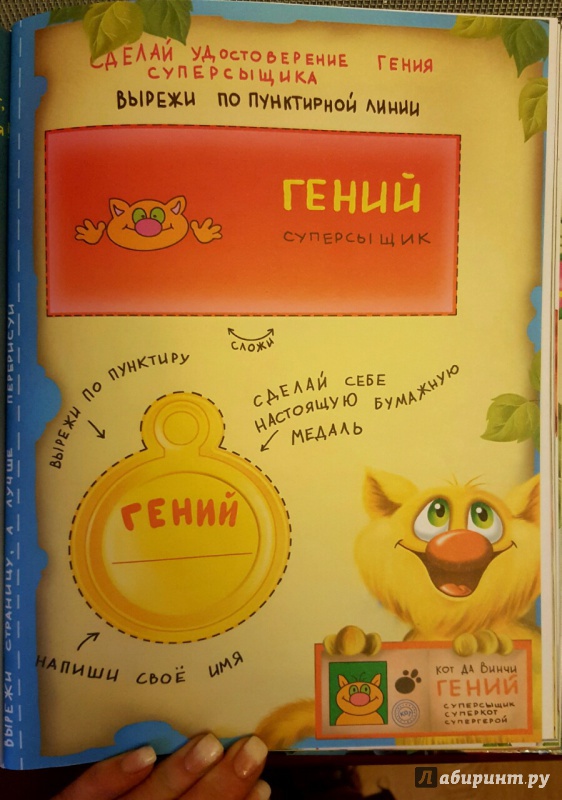 СДЕЛАЙ УДОСТОВЕРЕНИЕ ГЕНИЯ
СУПЕРСЫЩИКА
ВЫРЕЖИ ПО ПУНКТИРНОЙ ЛИНИИ
ГЕНИЙ
СУПЕРСЫЩИК
СЛОЖИ
ВЫРЕЖИ ПО ПУНКТИРУ
СДЕЛАЙ СЕБЕ
НАСТОЯЩУЮ БУМАЖНУЮ
МЕДАЛЬ
ГЕНИЙ
НАПИШИ СВОЁ ИМЯ
КОТ ДА ВИНЧИ
ГЕНИЙ
СУПЕРСЫЩИК
СУПЕРКОТ
СУПЕРГЕРОЙ
ВЫРЕЖИ СТРАНИЦУ, А ЛУЧШЕ ПЕРЕРИСУЙ
Лабиринт.ру